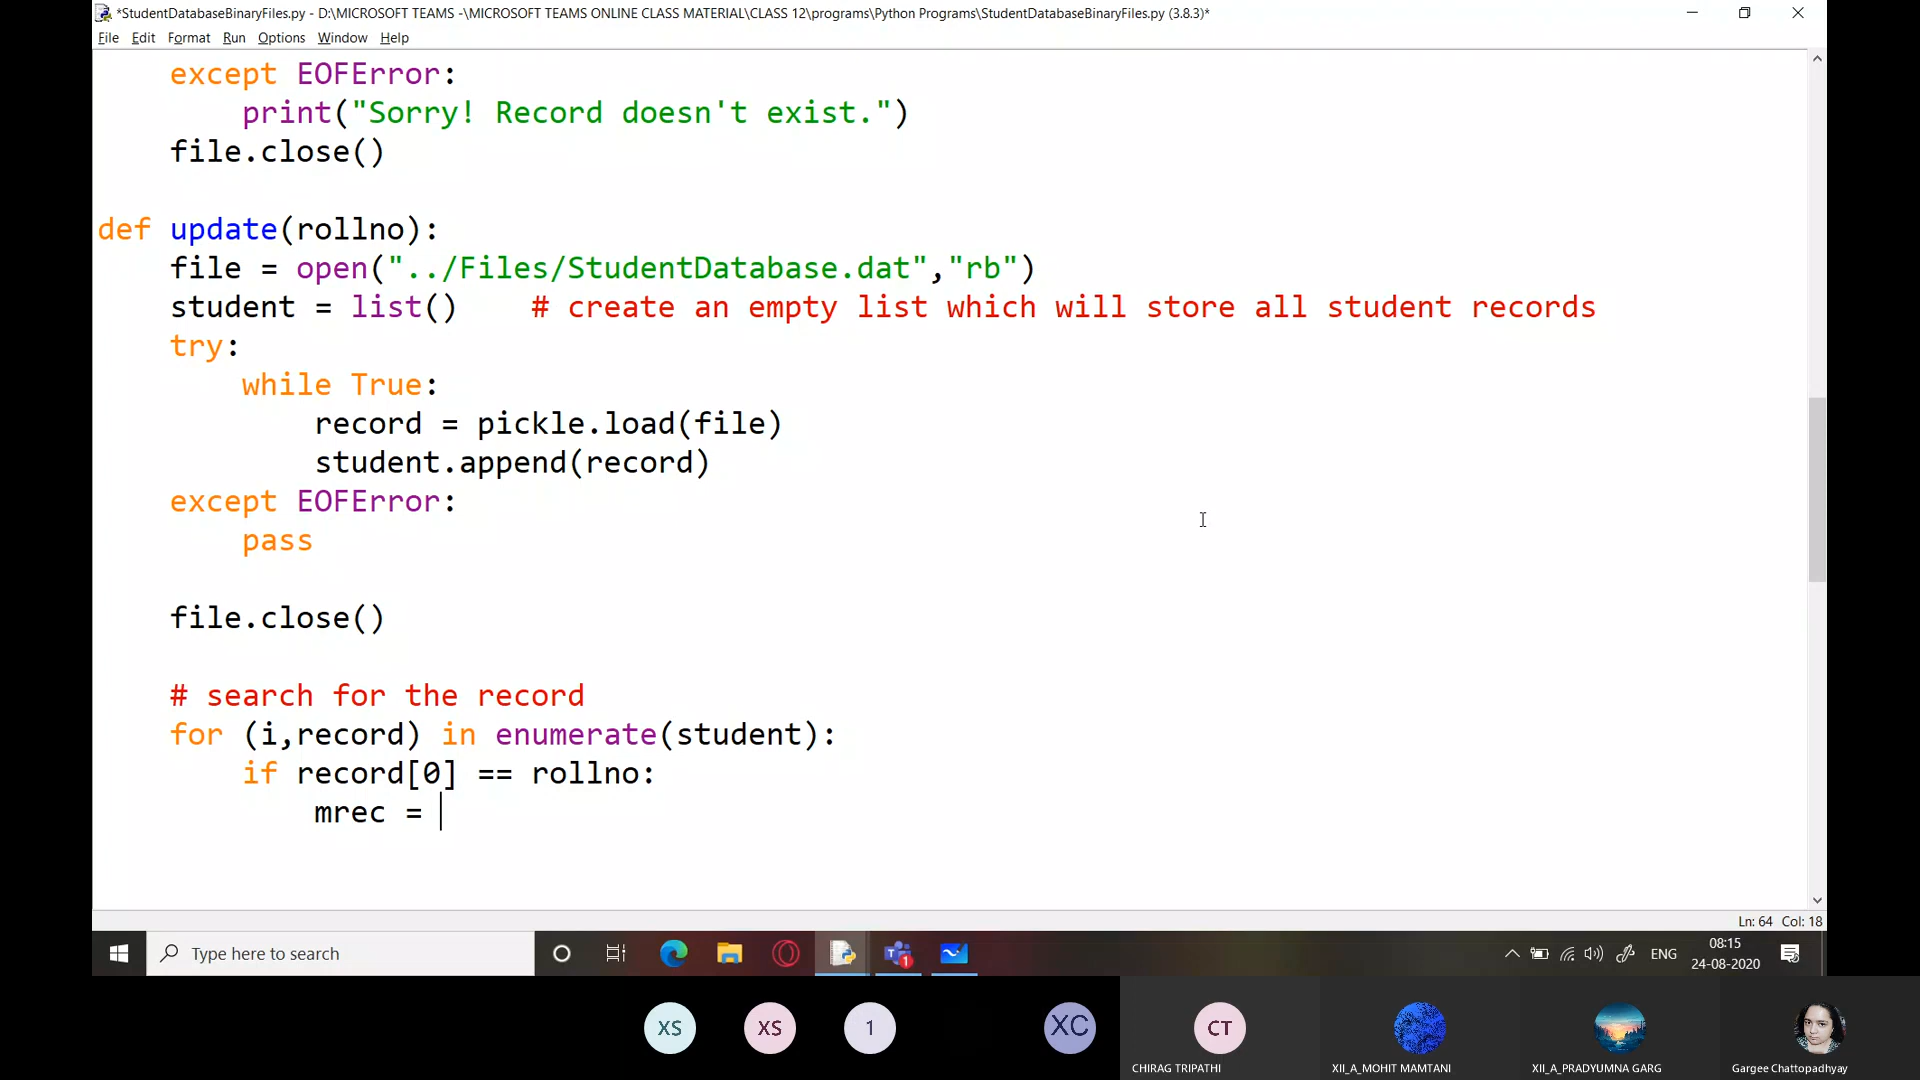 *StudentDatabaseBinaryFiles.py - D:\MICROSOFT TEAMS -\MICROSOFT TEAMS ONLINE CLASS MATERIAL\CLASS 12\programs\Python Programs\StudentDatabaseBinaryFiles.py (3.8.3)*
File Edit Format Run Options Window Help
    except EOFError:
        print("Sorry! Record doesn't exist.")
    file.close()

def update(rollno):
    file = open("../Files/StudentDatabase.dat","rb")
    student = list()    # create an empty list which will store all student records
    try:
        while True:
            record = pickle.load(file)
            student.append(record)
    except EOFError:
        pass

    file.close()

    # search for the record
    for (i,record) in enumerate(student):
        if record[0] == rollno:
            mrec =
Ln: 64 Col: 18
Type here to search
1
ENG
08:15
24-08-2020
XS
XS
1
XC
CT
CHIRAG TRIPATHI
XII_A_MOHIT MAMTANI
XII_A_PRADYUMNA GARG
Gargee Chattopadhyay